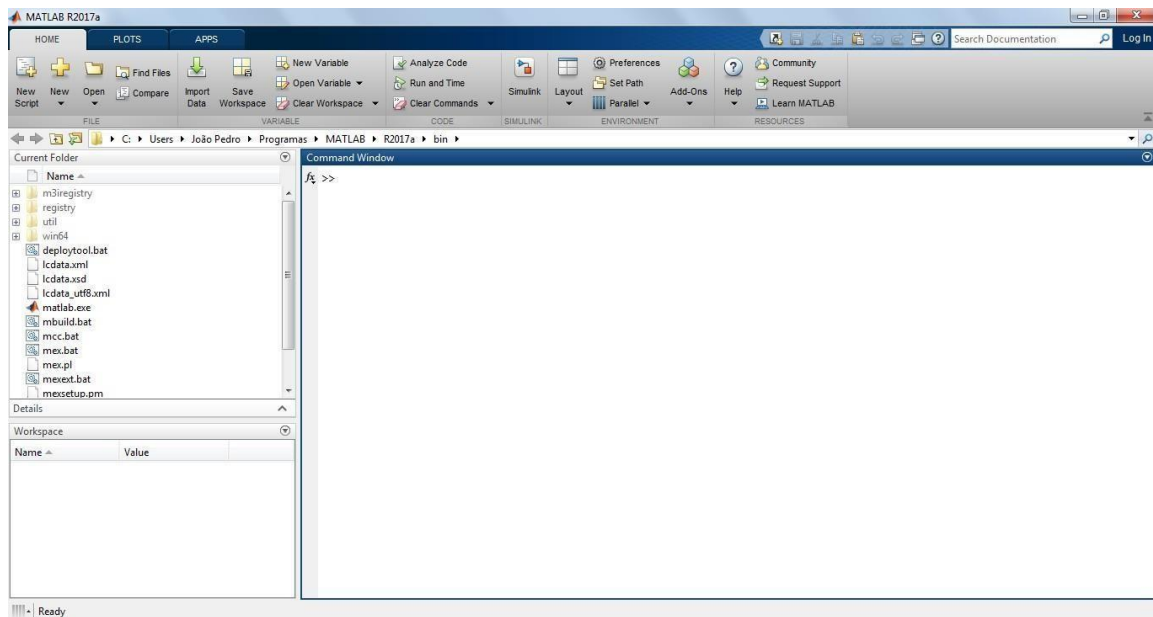 MATLAB R2017a
HOME PLOTS APPS
Search Documentation Log In
New Script
New
Open
Find Files
Compare
FILE
Import Data
Save Workspace
New Variable
Open Variable
Clear Workspace
VARIABLE
Analyze Code
Run and Time
Clear Commands
CODE
Simulink
SIMULINK
Layout
Preferences
Set Path
Parallel
Add-Ons
ENVIRONMENT
Help
Community
Request Support
Learn MATLAB
RESOURCES
C: Users João Pedro Programas MATLAB R2017a bin
Current Folder
Name
m3iregistry
registry
util
win64
deploytool.bat
lcdata.xml
lcdata.xsd
lcdata_utf8.xml
matlab.exe
mbuild.bat
mcc.bat
mex.bat
mex.pl
mexext.bat
mexsetup.pm
Details
Workspace
Name Value
Command Window
fx >>
Ready